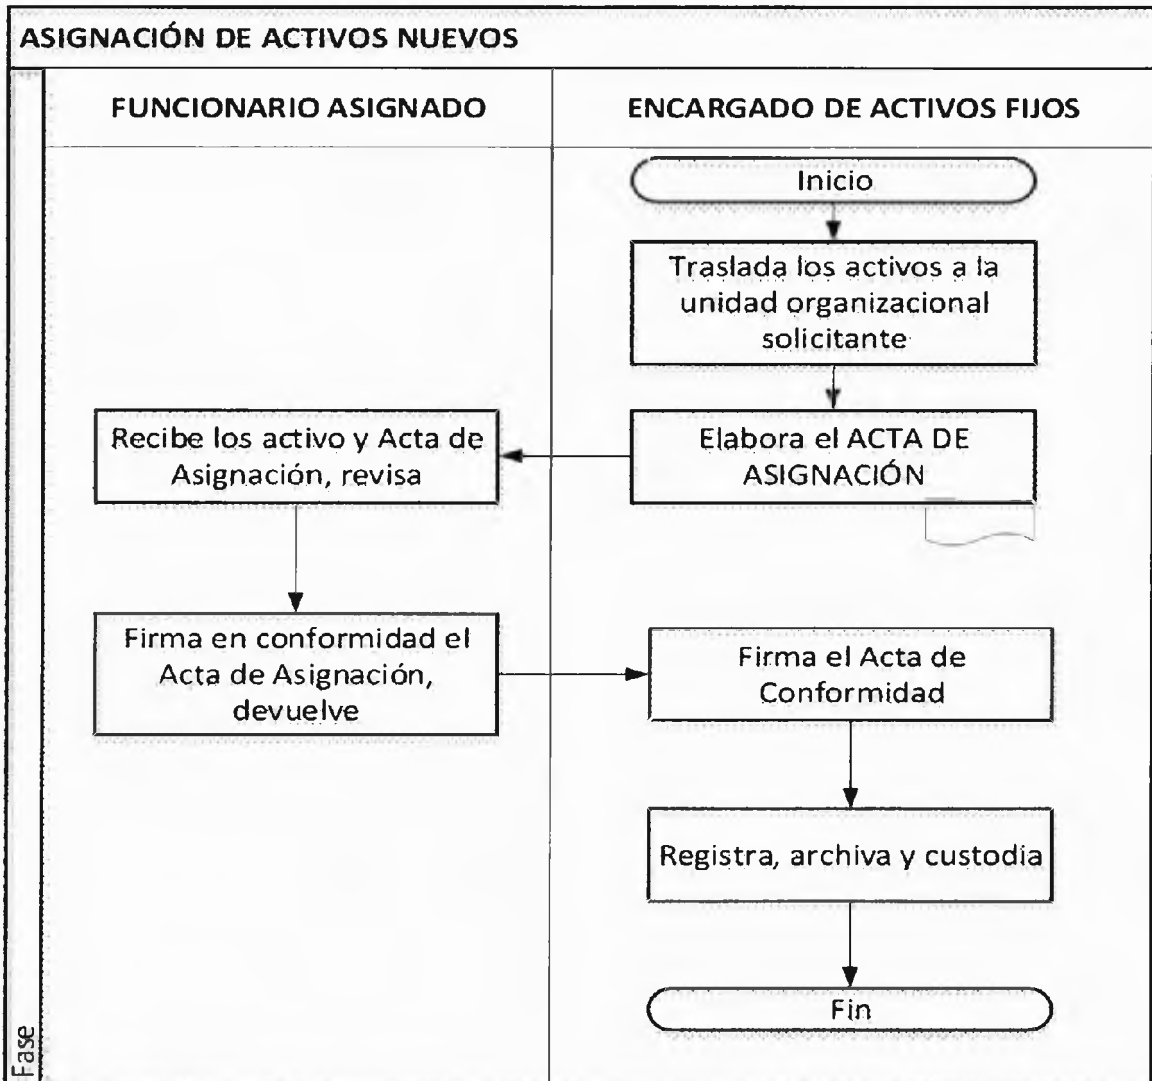 ASIGNACIÓN DE ACTIVOS NUEVOS
FUNCIONARIO ASIGNADO
ENCARGADO DE ACTIVOS FIJOS
Inicio
Traslada los activos a la
unidad organizacional
solicitante
Elabora el ACTA DE
ASIGNACIÓN
Recibe los activo y Acta de
Asignación, revisa
Firma en conformidad el
Acta de Asignación,
devuelve
Firma el Acta de
Conformidad
Registra, archiva y custodia
Fin
Fase